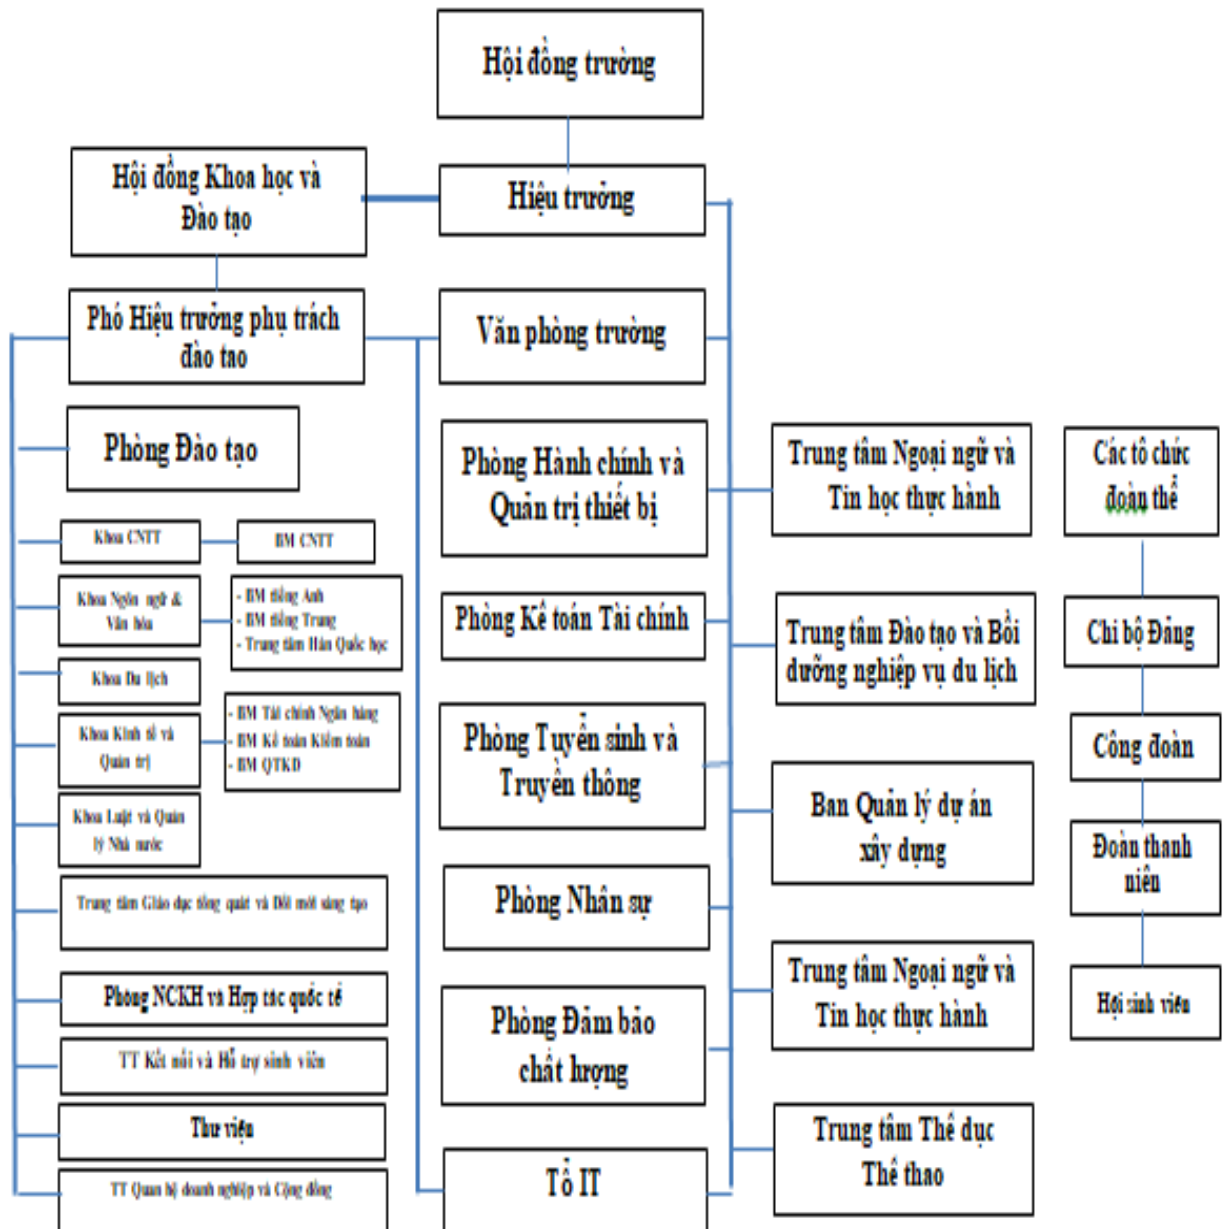 Hội đồng trường
Hội đồng Khoa học và
Đào tạo
Hiệu trưởng
Phó Hiệu trưởng phụ trách
đào tao
Văn phòng trường
Phòng Đào tạo
Khoa CNTT
BM CNTT
Khoa Ngôn ngữ &
Văn hóa
- BM tiếng Anh
- BM tiếng Trung
- Trung tâm Hàn Quốc học
Khoa Du lịch
Khoa Kinh tế và
Quản trị
- BM Tài chính Ngân hàng
- BM Kế toán Kiểm toán
- BM QTKD
Khoa Luật và Quản
lý Nhà nước
Trung tâm Giáo dục tổng quát và Đổi mới sáng tạo
Phòng NCKH và Hợp tác quốc tế
TT Kết nối và Hỗ trợ sinh viên
Thư viện
TT Quan hệ doanh nghiệp và Cộng đồng
Phòng Hành chính và
Quản trị thiết bị
Phòng Kế toán Tài chính
Phòng Tuyển sinh và
Truyền thông
Phòng Nhân sự
Phòng Đảm bảo
chất lượng
Tổ IT
Trung tâm Ngoại ngữ và
Tin học thực hành
Trung tâm Đào tạo và Bồi
dưỡng nghiệp vụ du lịch
Ban Quản lý dự án
xây dựng
Trung tâm Ngoại ngữ và
Tin học thực hành
Trung tâm Thể dục
Thể thao
Các tổ chức
đoàn thể
Chi bộ Đảng
Công đoàn
Đoàn thanh
niên
Hội sinh viên